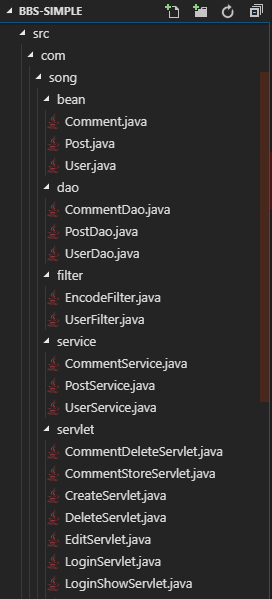 BBS-SIMPLE
src
com
song
bean
Comment.java
Post.java
User.java
dao
CommentDao.java
PostDao.java
UserDao.java
filter
EncodeFilter.java
UserFilter.java
service
CommentService.java
PostService.java
UserService.java
servlet
CommentDeleteServlet.java
CommentStoreServlet.java
CreateServlet.java
DeleteServlet.java
EditServlet.java
LoginServlet.java
LoginShowServlet.java